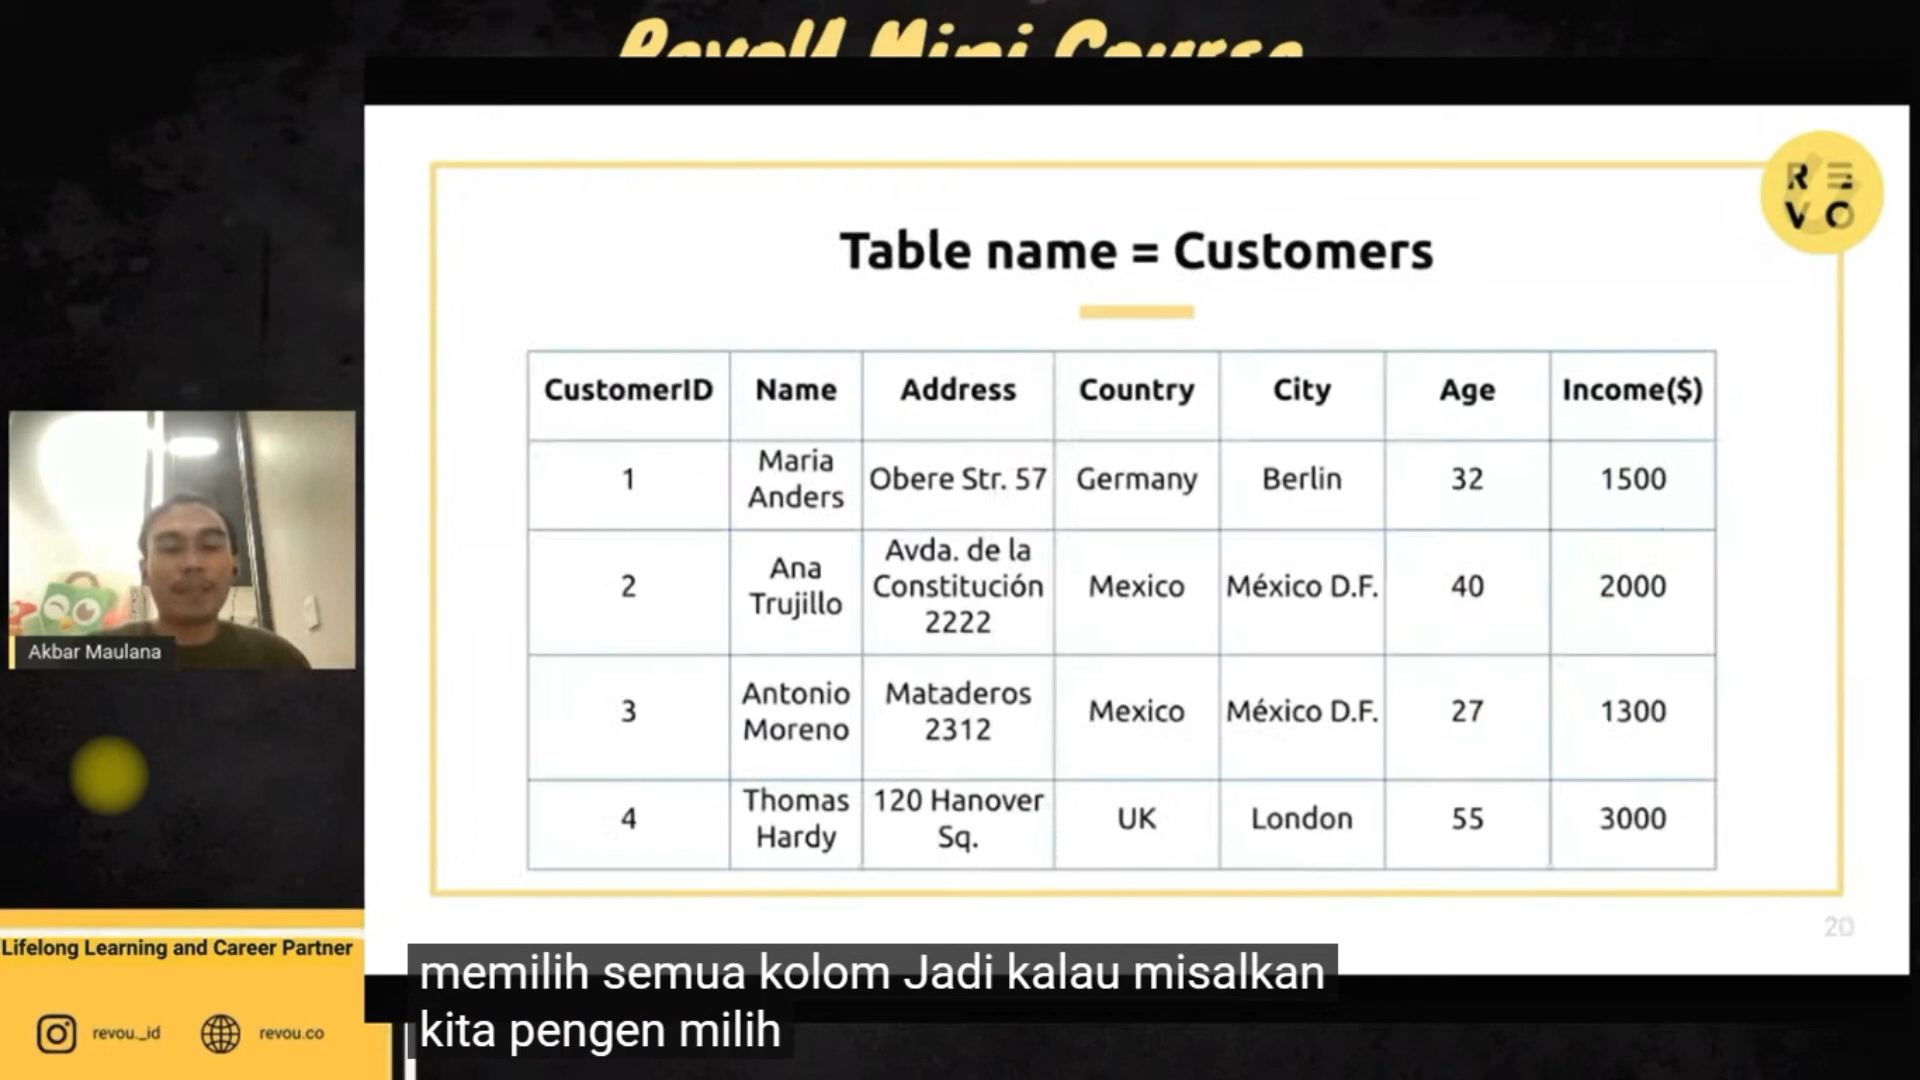 RevoU Mini Course
R E
V O
Table name = Customers
CustomerID Name Address Country City Age Income($)
1 Maria Anders Obere Str. 57 Germany Berlin 32 1500
2 Ana Trujillo Avda. de la Constitución 2222 Mexico México D.F. 40 2000
3 Antonio Moreno Mataderos 2312 Mexico México D.F. 27 1300
4 Thomas Hardy 120 Hanover Sq. UK London 55 3000
20
Akbar Maulana
Lifelong Learning and Career Partner
revou_id revou.co
memilih semua kolom Jadi kalau misalkan
kita pengen milih